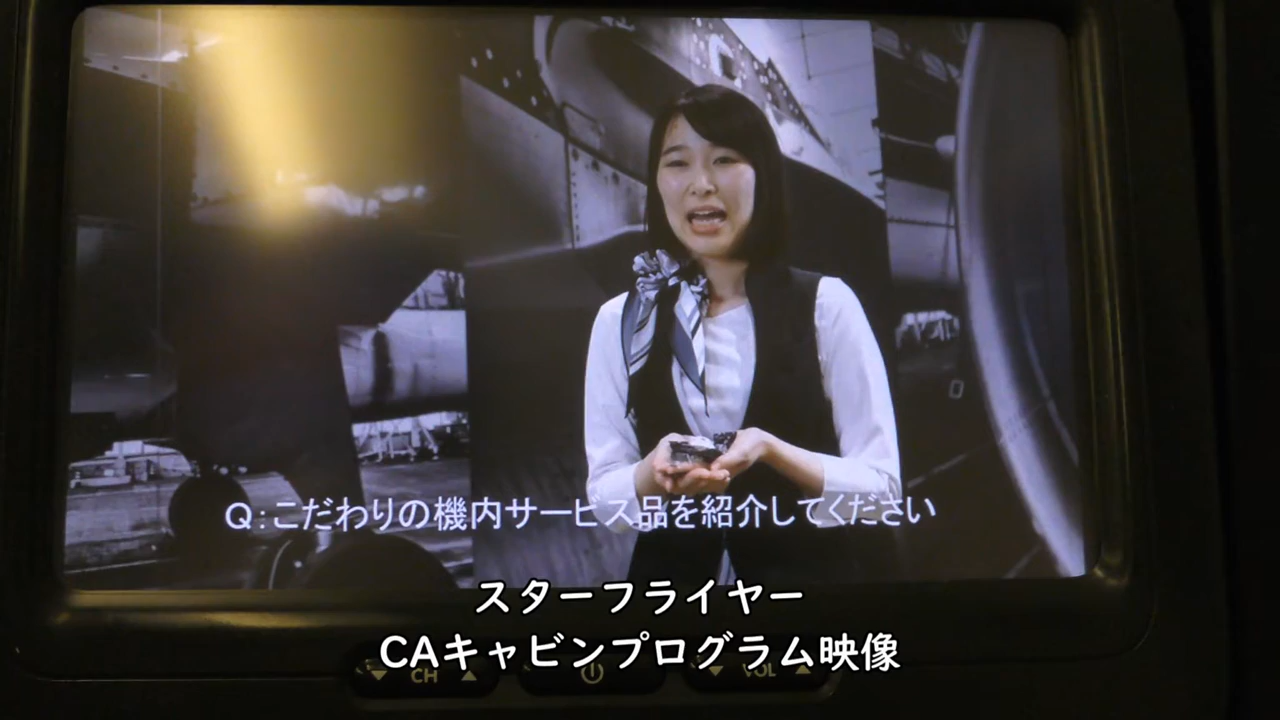 Q:こだわりの機内サービス品を紹介してください
スターフライヤー
CAキャビンプログラム映像
CH
VOL